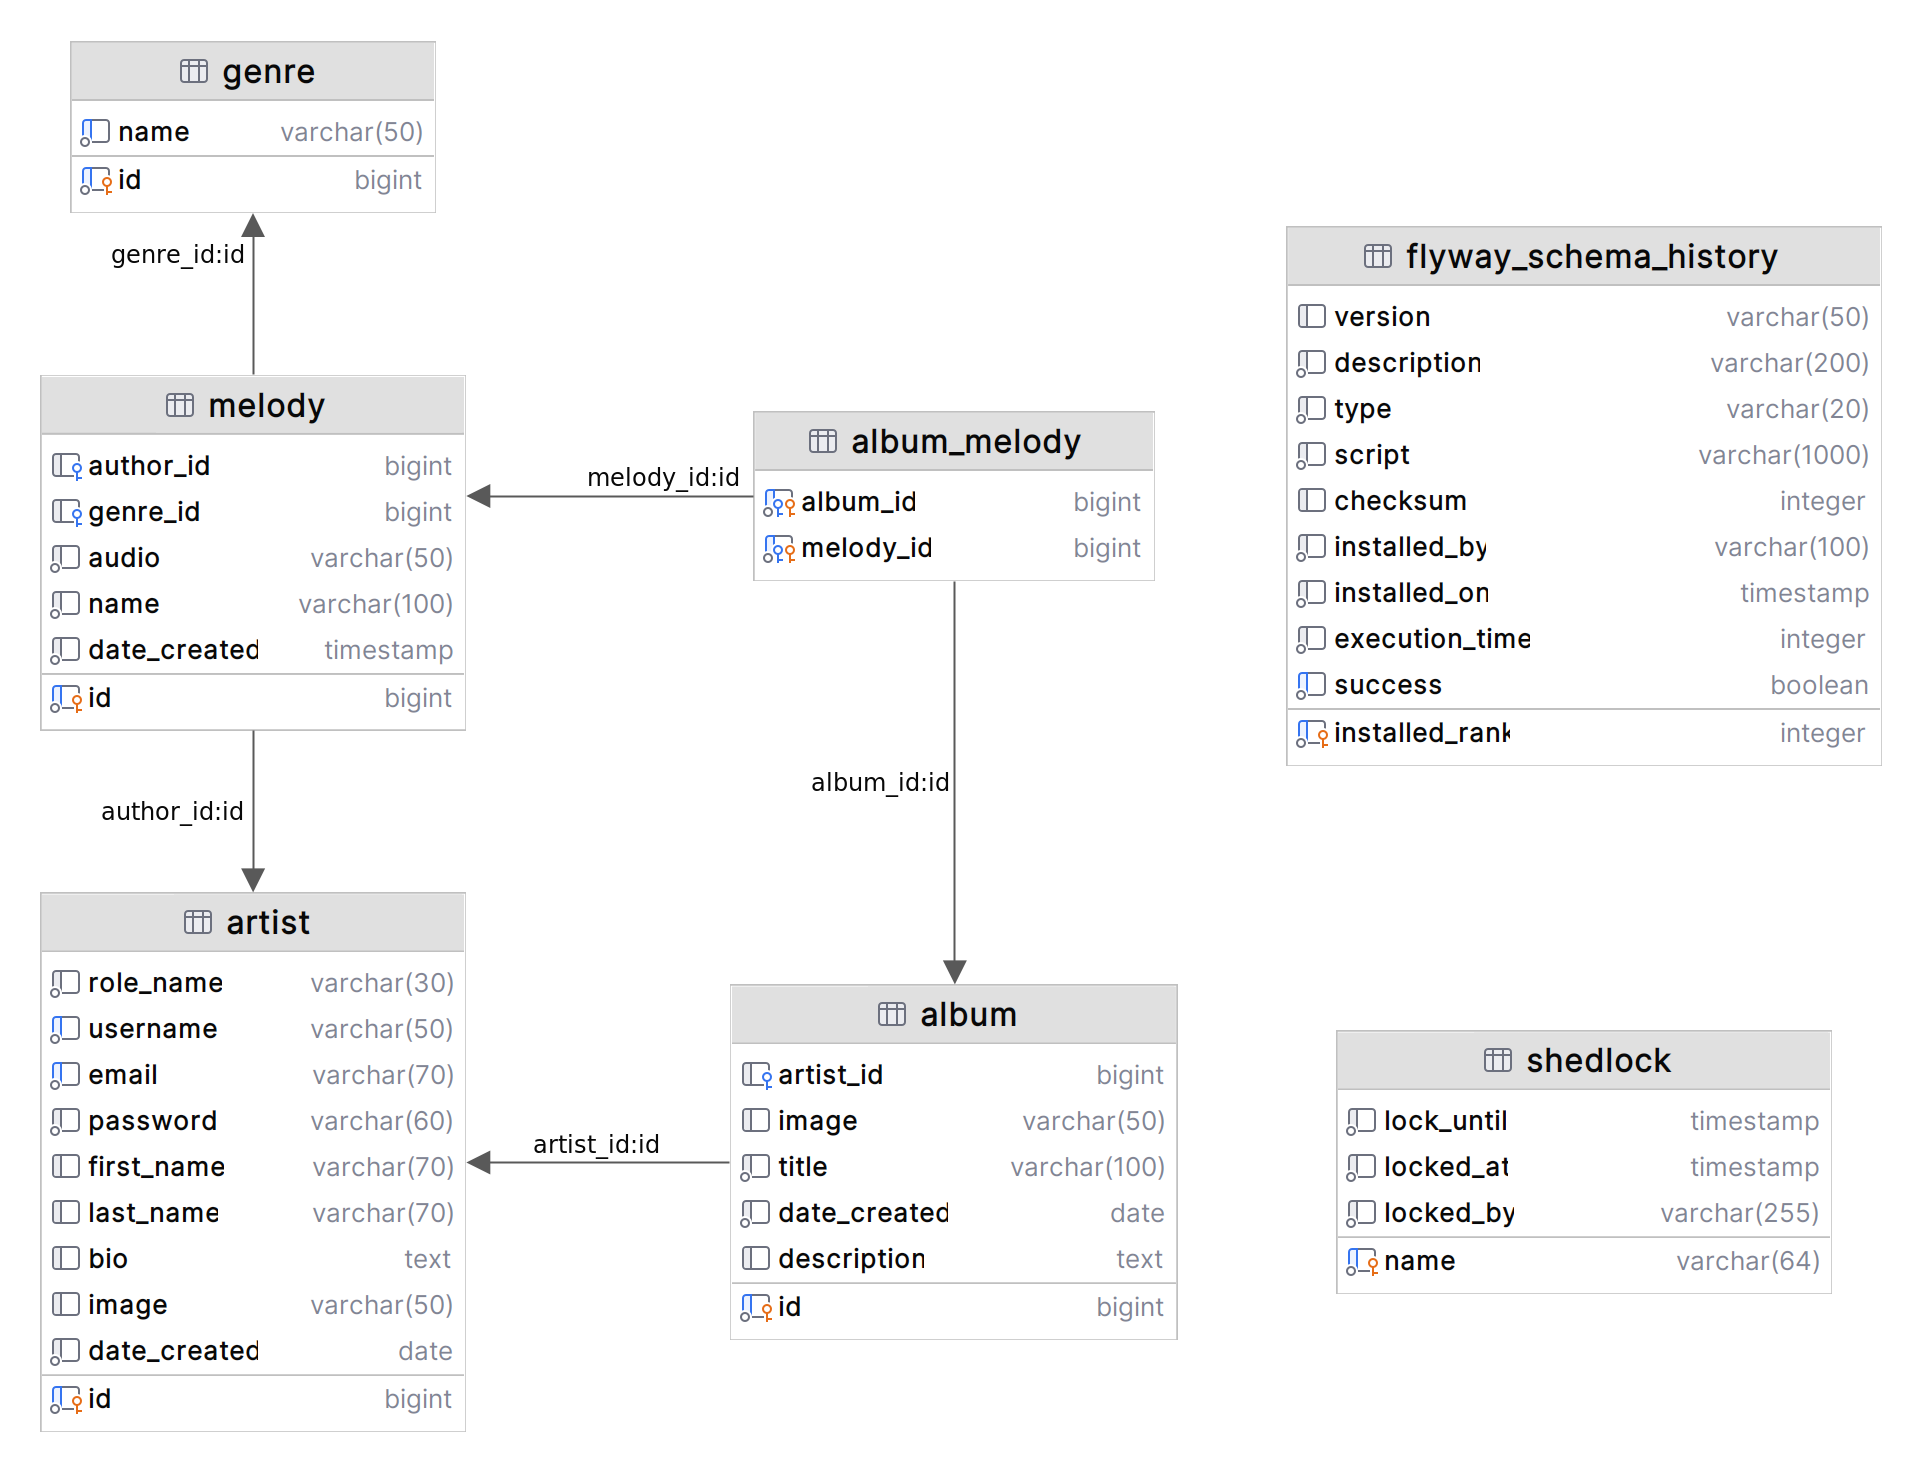 genre
name varchar(50)
id bigint
genre_id:id
melody
author_id bigint
genre_id bigint
audio varchar(50)
name varchar(100)
date_created timestamp
id bigint
author_id:id
artist
role_name varchar(30)
username varchar(50)
email varchar(70)
password varchar(60)
first_name varchar(70)
last_name varchar(70)
bio text
image varchar(50)
date_created date
id bigint
melody_id:id
album_melody
album_id bigint
melody_id bigint
album_id:id
artist_id:id
album
artist_id bigint
image varchar(50)
title varchar(100)
date_created date
description text
id bigint
flyway_schema_history
version varchar(50)
description varchar(200)
type varchar(20)
script varchar(1000)
checksum integer
installed_by varchar(100)
installed_on timestamp
execution_time integer
success boolean
installed_rank integer
shedlock
lock_until timestamp
locked_at timestamp
locked_by varchar(255)
name varchar(64)